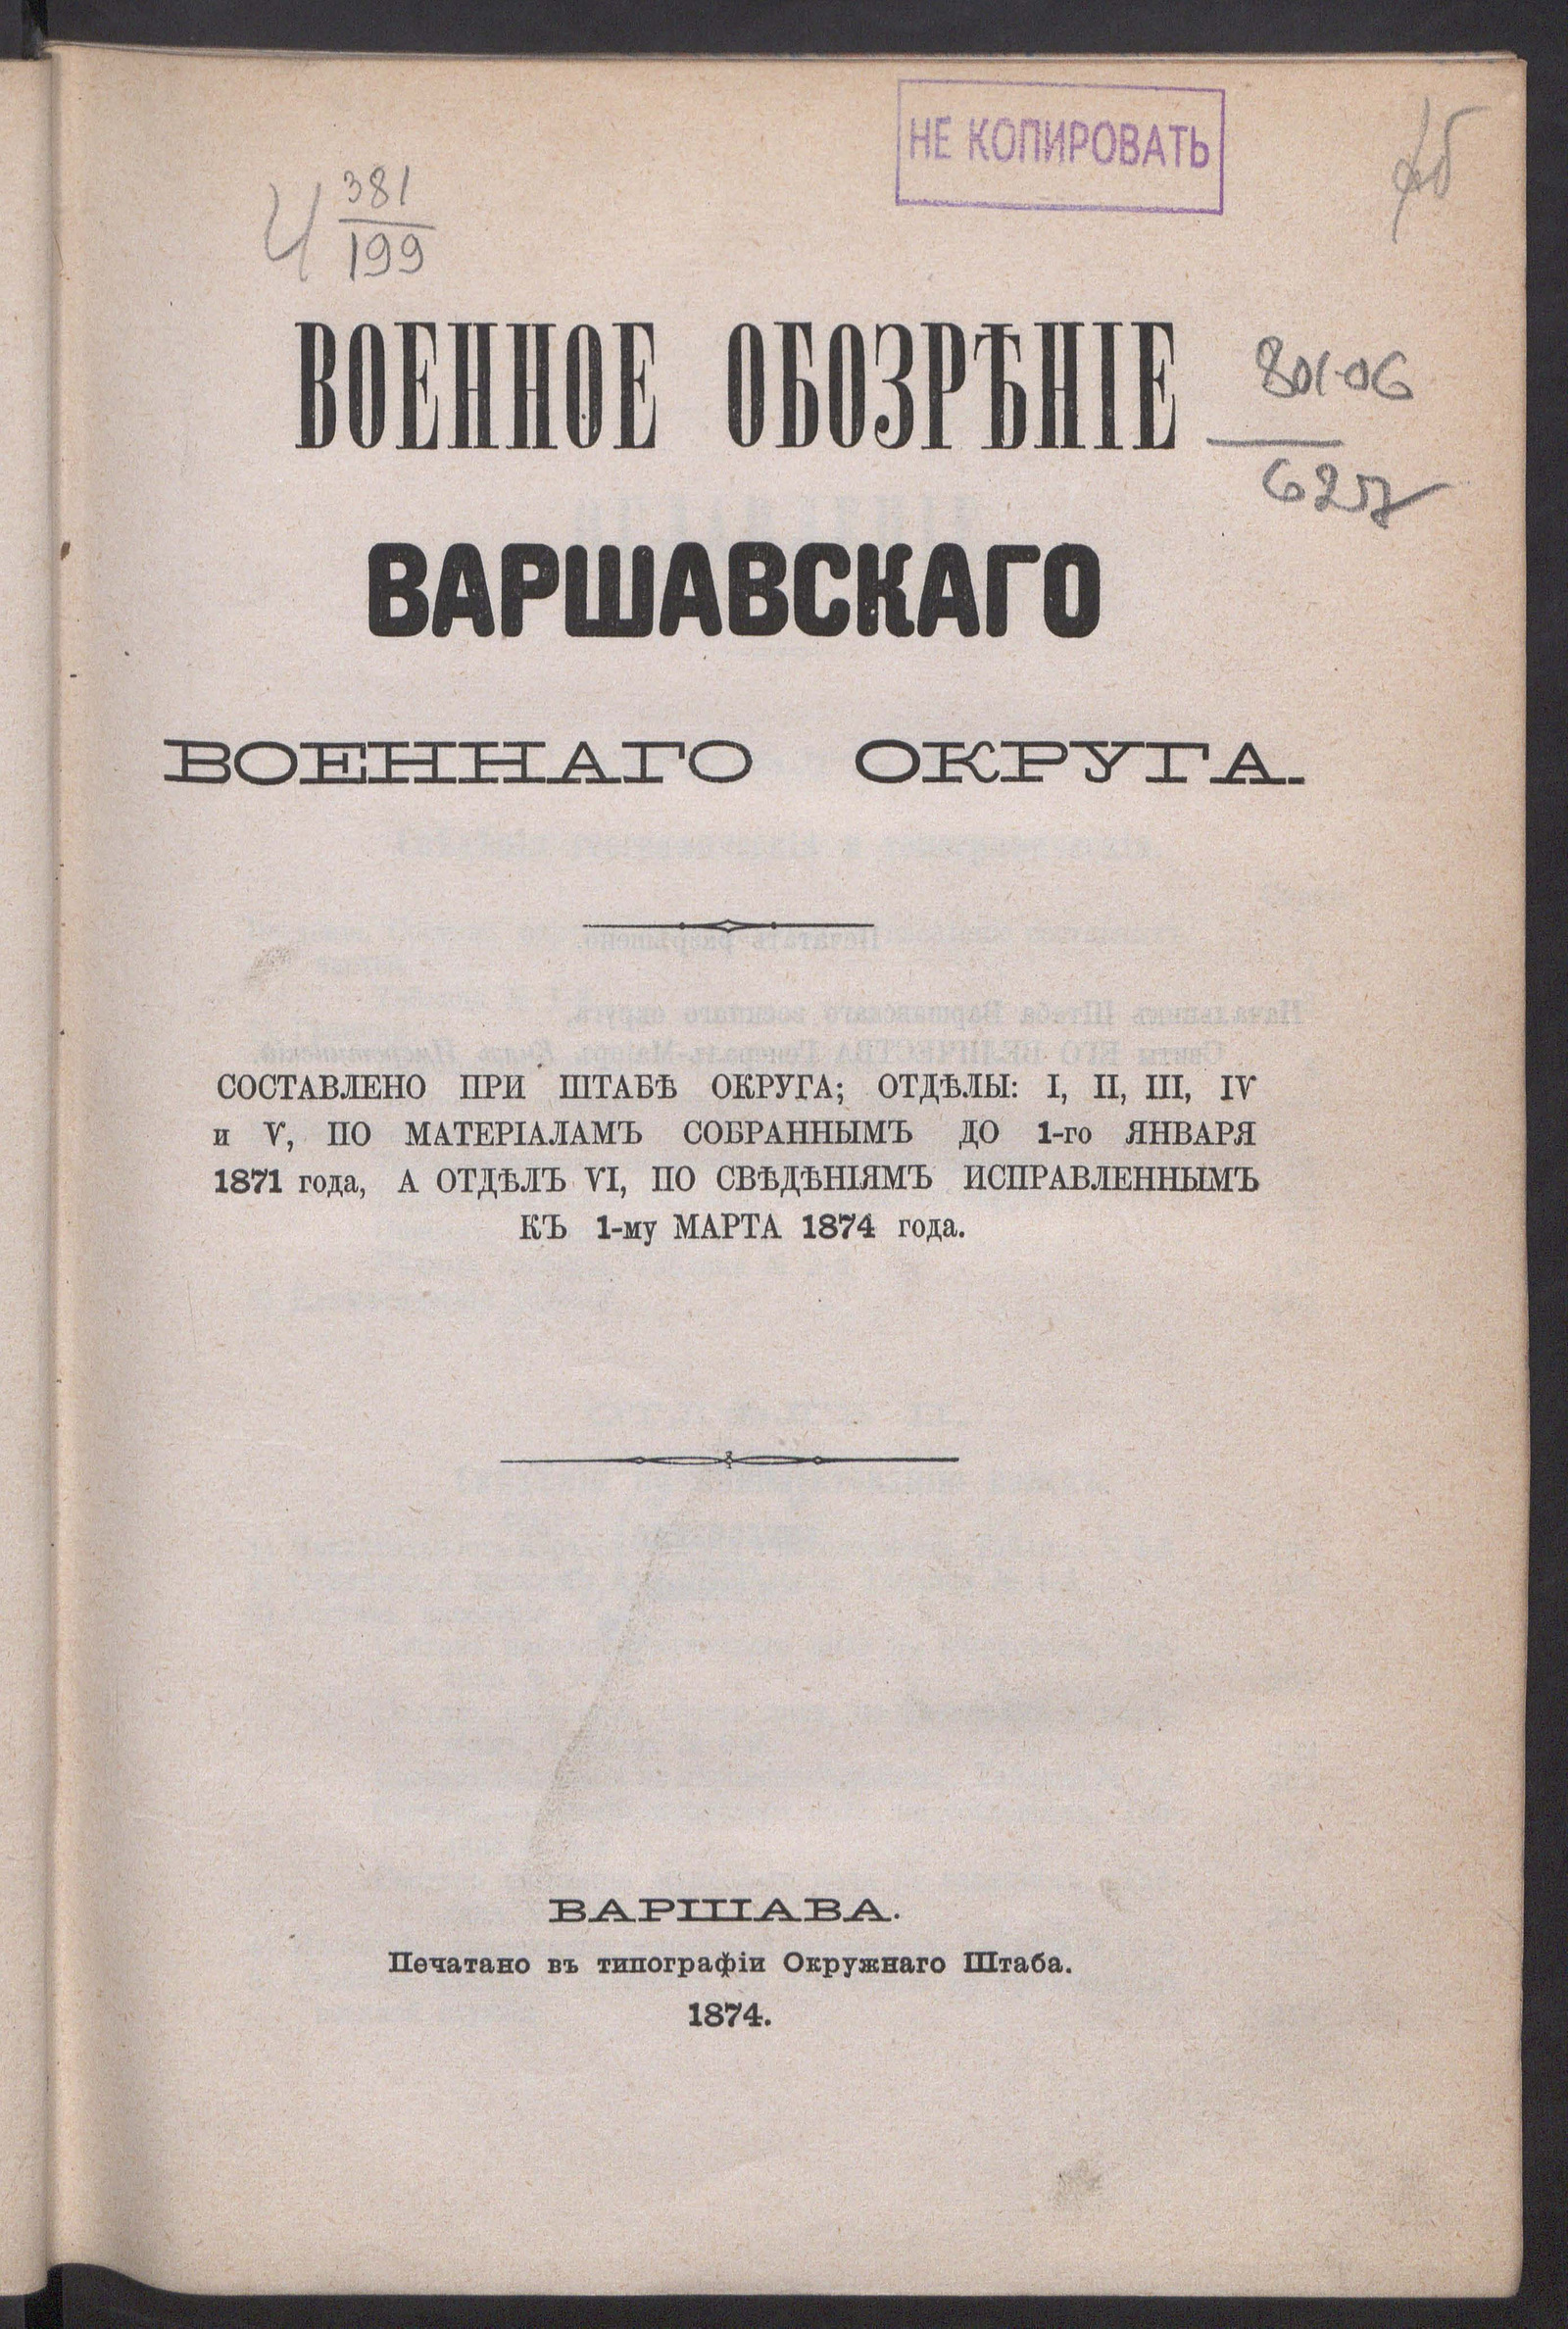 НЕ КОПИРОВАТЬ
381
199
ВОЕННОЕ ОБОЗРѢНІЕ
801-06
627
ВАРШАВСКАГО
ВОЕННАГО ОКРУГА.
СОСТАВЛЕНО ПРИ ШТАБѢ ОКРУГА; ОТДѢЛЫ: I, II, III, IV
и V, ПО МАТЕРІАЛАМЪ СОБРАННЫМЪ ДО 1-го ЯНВАРЯ
1871 года, А ОТДѢЛЪ VI, ПО СВѢДѢНІЯМЪ ИСПРАВЛЕННЫМЪ
КЪ 1-му МАРТА 1874 года.
ВАРШАВА.
Печатано въ типографіи Окружнаго Штаба.
1874.